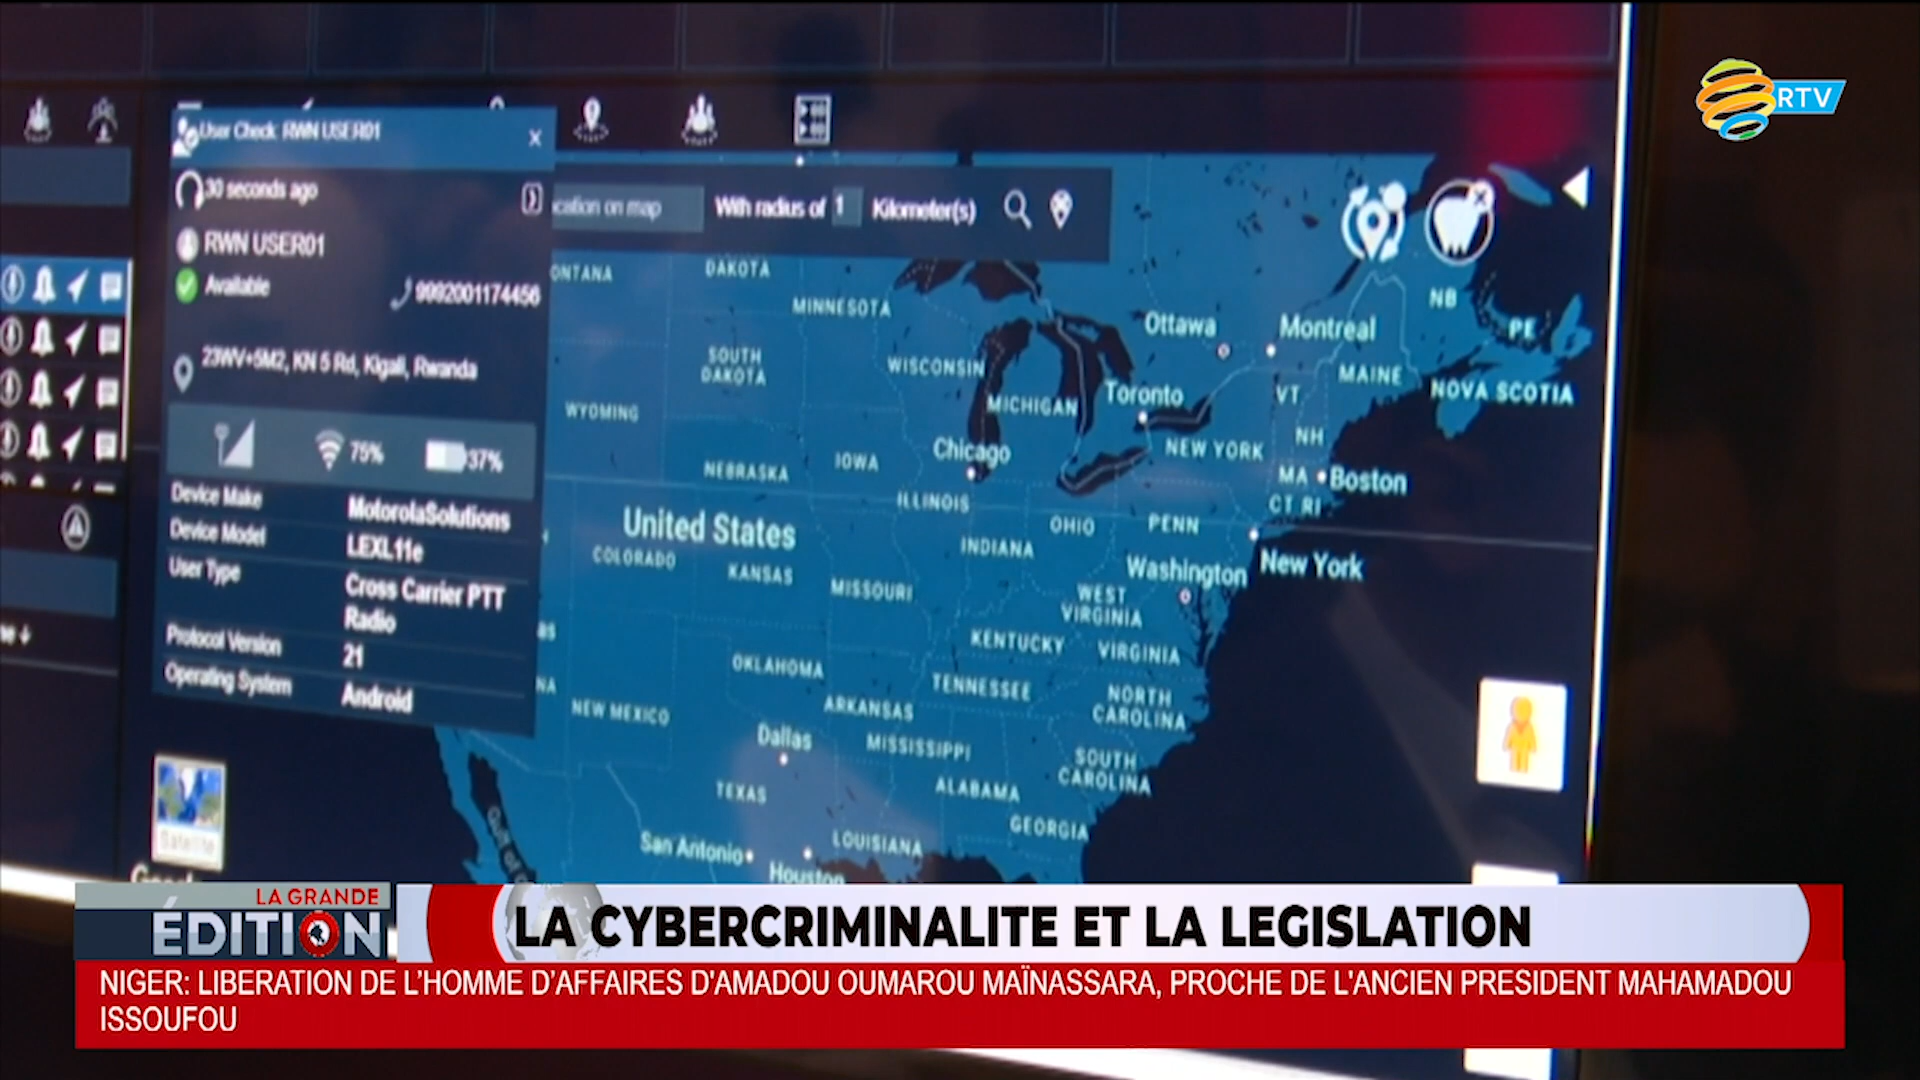 RTV
User Check: RWN USER01
30 seconds ago
RWN USER01
Available
9992001174456
23WV+5M2, KN 5 Rd, Kigali, Rwanda
75%
37%
Device Make
MotorolaSolutions
Device Model
LEXL11e
User Type
Cross Carrier PTT
Radio
Protocol Version
21
Operating System
Android
on map
With radius of 1 Kilometer(s)
DAKOTA
MINNESOTA
SOUTH
DAKOTA
WISCONSIN
WYOMING
MICHIGAN
Ottawa
Montreal
NB
PE
MAINE
NOVA SCOTIA
Toronto
VT
NH
NEW YORK
Chicago
IOWA
NEBRASKA
MA
Boston
CT RI
ILLINOIS
United States
OHIO
PENN
INDIANA
COLORADO
KANSAS
MISSOURI
Washington
New York
WEST
VIRGINIA
KENTUCKY
VIRGINIA
OKLAHOMA
TENNESSEE
NORTH
CAROLINA
NEW MEXICO
ARKANSAS
Dallas
MISSISSIPPI
SOUTH
CAROLINA
TEXAS
ALABAMA
GEORGIA
San Antonio
LOUISIANA
Houston
Gulf of
Satellite
LA GRANDE
ÉDITION
LA CYBERCRIMINALITE ET LA LEGISLATION
NIGER: LIBERATION DE L'HOMME D'AFFAIRES D'AMADOU OUMAROU MAÏNASSARA, PROCHE DE L'ANCIEN PRESIDENT MAHAMADOU
ISSOUFOU